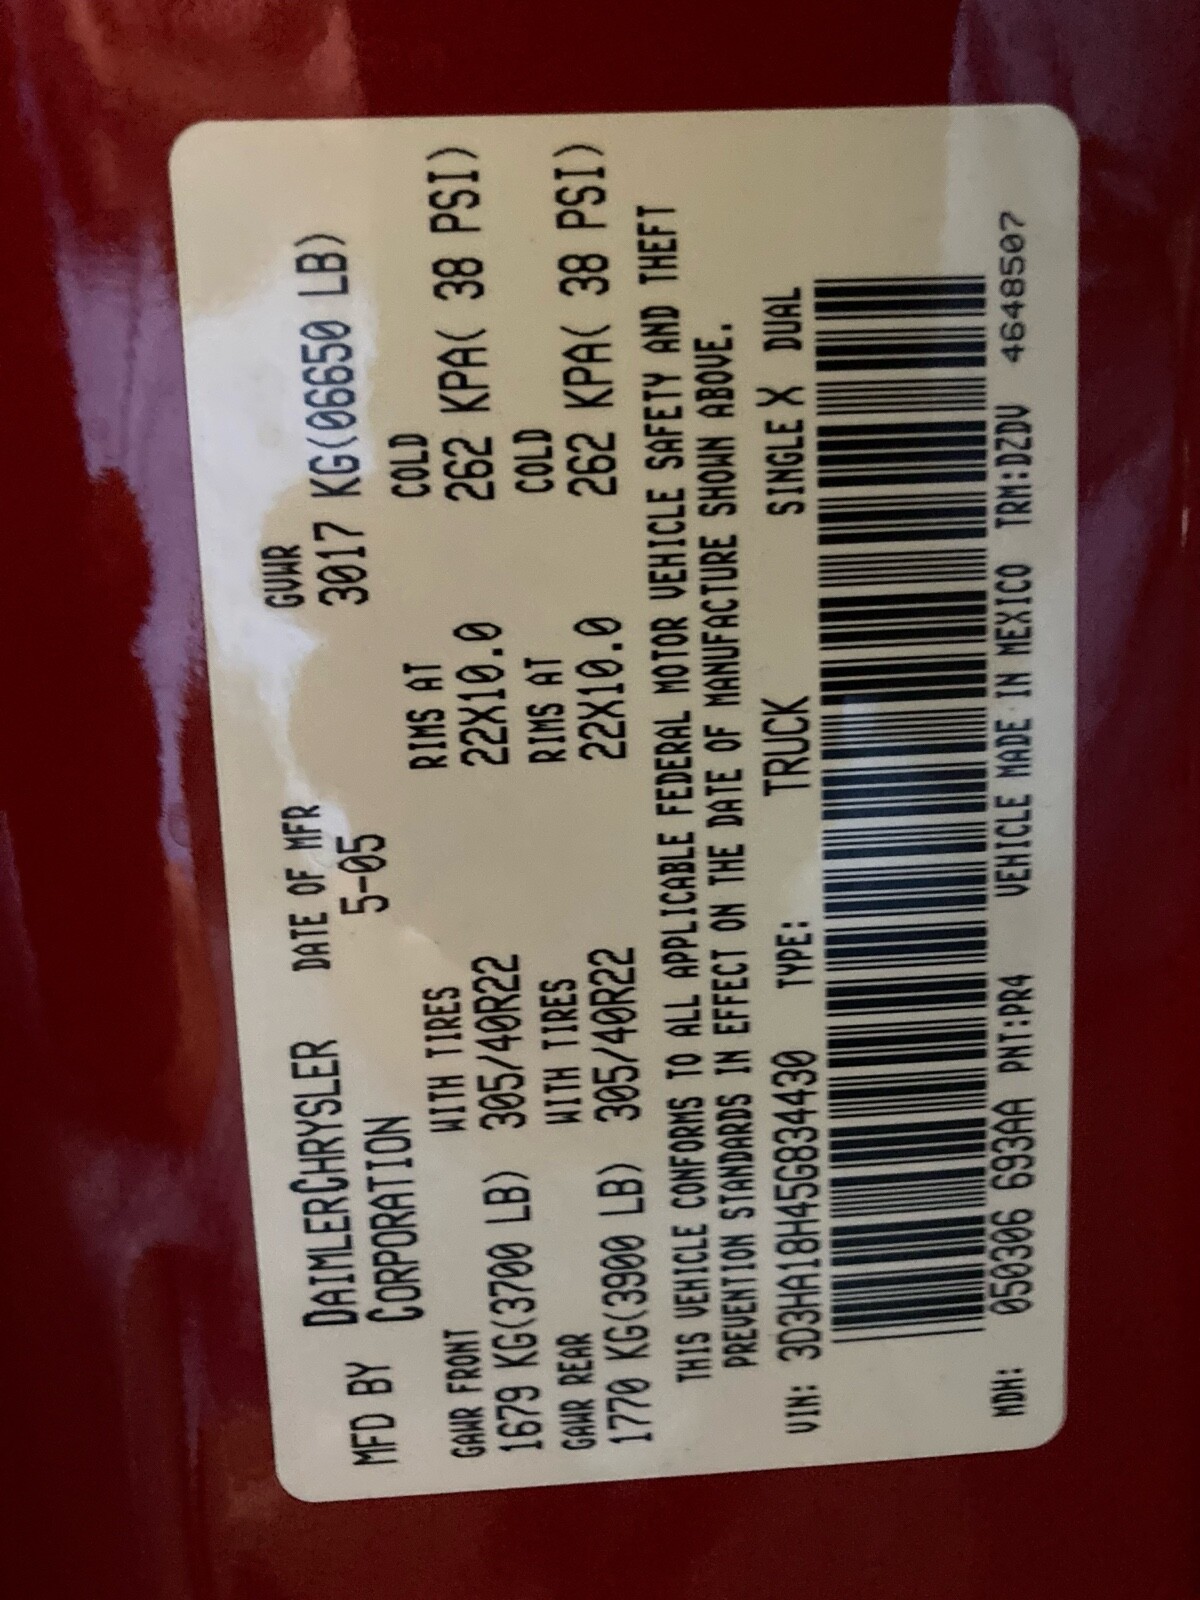 MFD BY DAIMLERCHRYSLER CORPORATION DATE OF MFR 5-05 GVWR 3017 KG(06650 LB)
GAWR FRONT WITH TIRES RIMS AT COLD
1679 KG(3700 LB) 305/40R22 22X10.0 262 KPA( 38 PSI)
GAWR REAR WITH TIRES RIMS AT COLD
1770 KG(3900 LB) 305/40R22 22X10.0 262 KPA( 38 PSI)
THIS VEHICLE CONFORMS TO ALL APPLICABLE FEDERAL MOTOR VEHICLE SAFETY AND THEFT
PREVENTION STANDARDS IN EFFECT ON THE DATE OF MANUFACTURE SHOWN ABOVE.
VIN: 3D3HA18H45G834430 TYPE: TRUCK SINGLE X DUAL
MDH: 050306 693AA PNT:PR4 VEHICLE MADE IN MEXICO TRM:DZDV 4648507